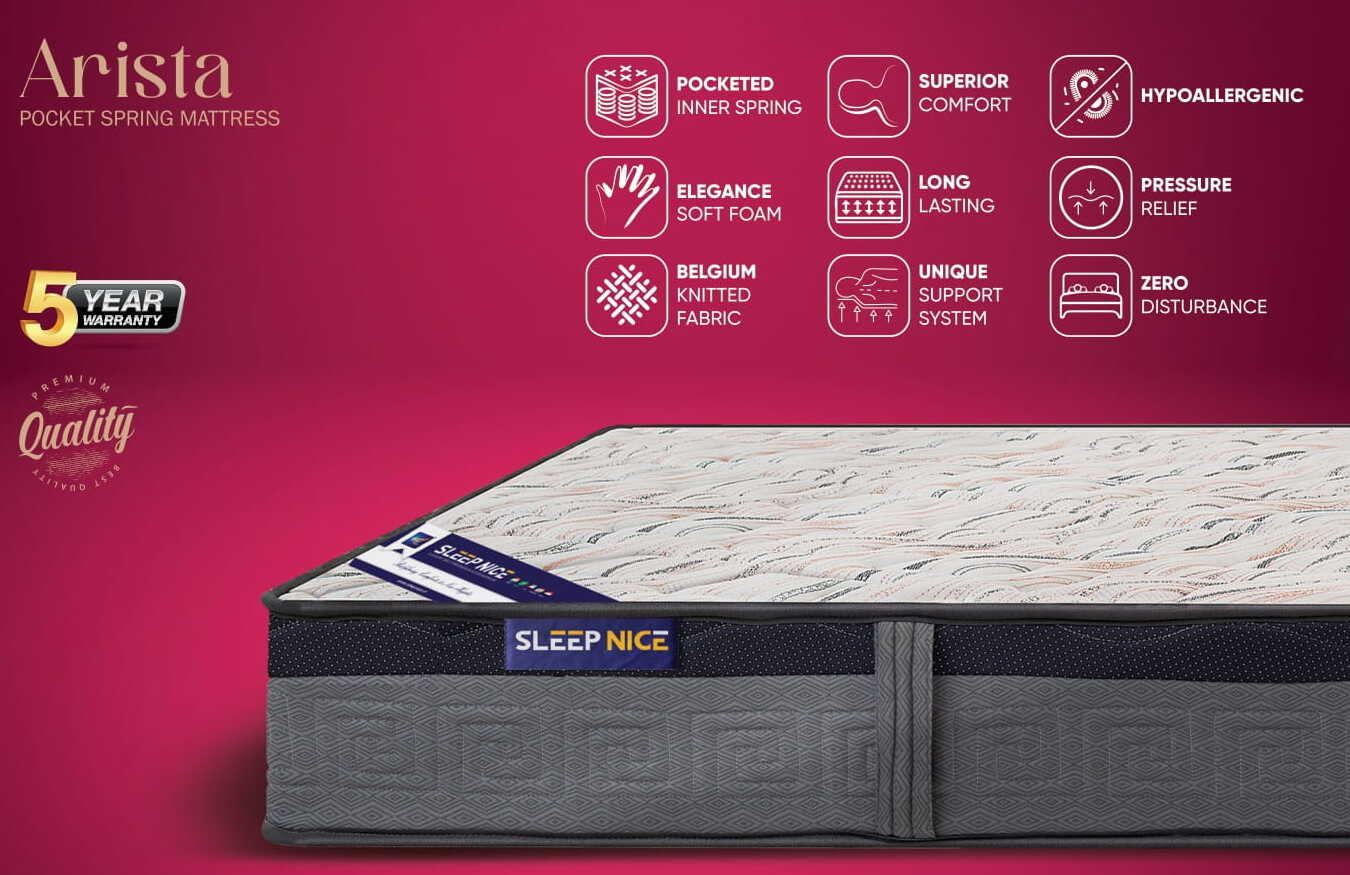 Arista
POCKET SPRING MATTRESS
POCKETED
INNER SPRING
SUPERIOR
COMFORT
HYPOALLERGENIC
ELEGANCE
SOFT FOAM
LONG
LASTING
PRESSURE
RELIEF
BELGIUM
KNITTED
FABRIC
UNIQUE
SUPPORT
SYSTEM
ZERO
DISTURBANCE
5 YEAR
WARRANTY
PREMIUM
Quality
BEST QUALITY
SLEEP NICE
SLEEP NICE